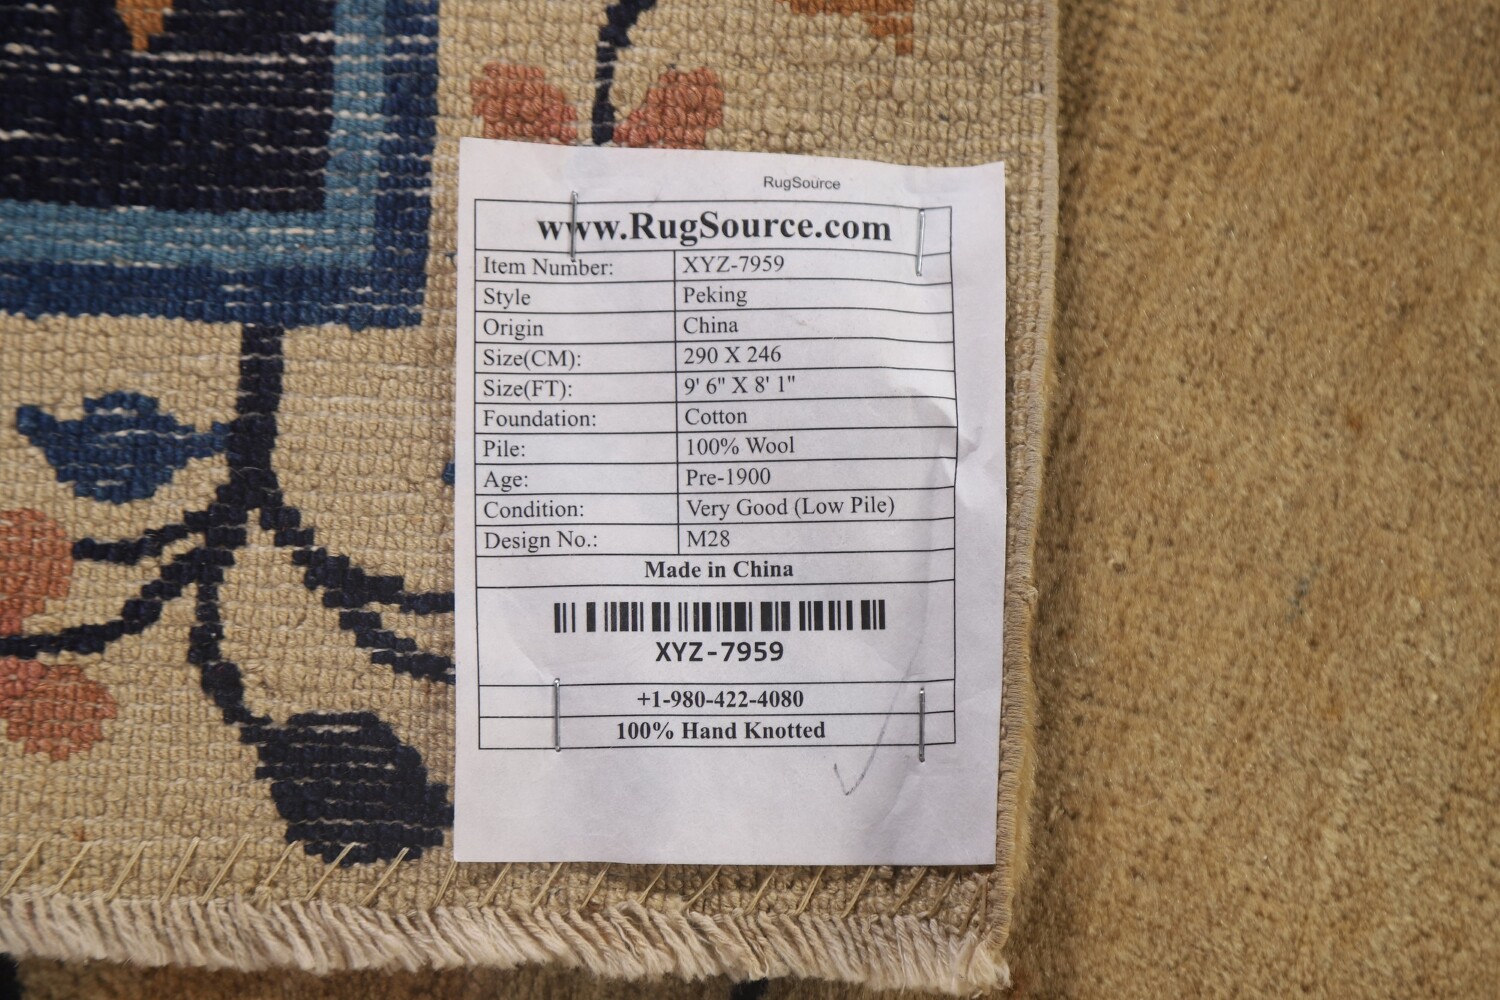 RugSource
www.RugSource.com
Item Number: XYZ-7959
Style Peking
Origin China
Size(CM): 290 X 246
Size(FT): 9' 6" X 8' 1"
Foundation: Cotton
Pile: 100% Wool
Age: Pre-1900
Condition: Very Good (Low Pile)
Design No.: M28
Made in China
XYZ-7959
+1-980-422-4080
100% Hand Knotted